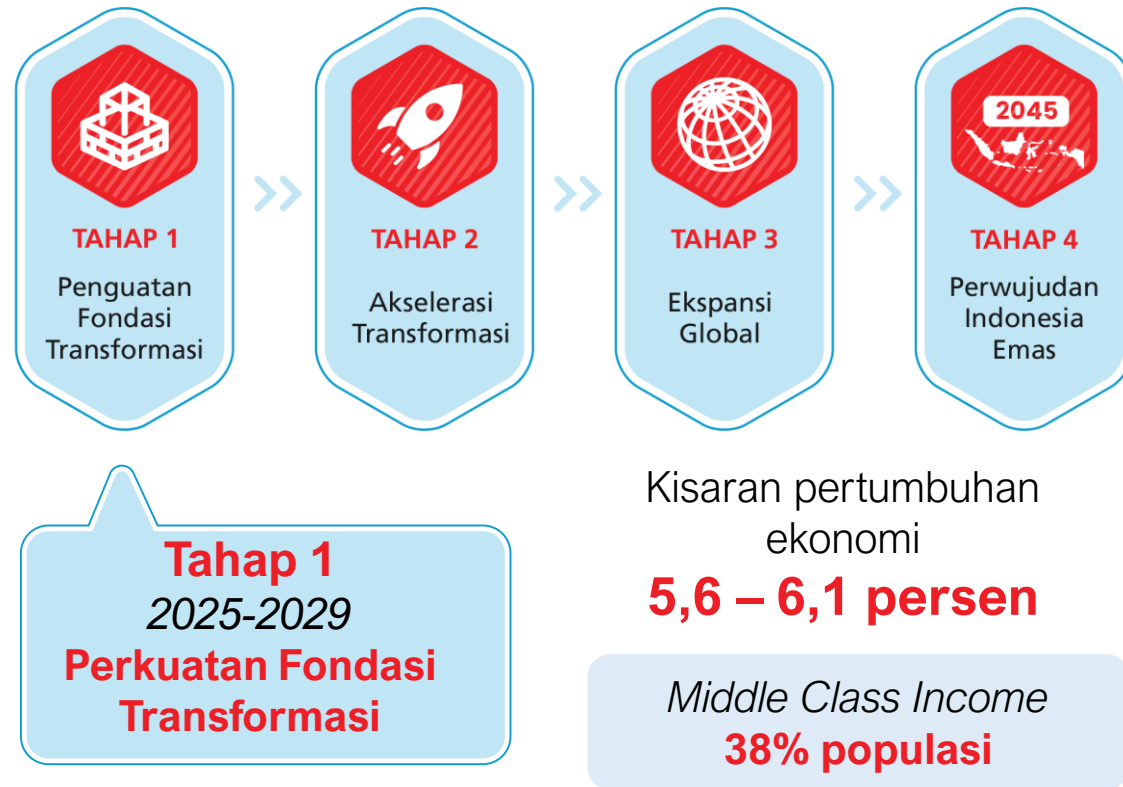 TAHAP 1
Penguatan
Fondasi
Transformasi
TAHAP 2
Akselerasi
Transformasi
TAHAP 3
Ekspansi
Global
2045
TAHAP 4
Perwujudan
Indonesia
Emas
Tahap 1
2025-2029
Perkuatan Fondasi
Transformasi
Kisaran pertumbuhan
ekonomi
5,6 – 6,1 persen
Middle Class Income
38% populasi